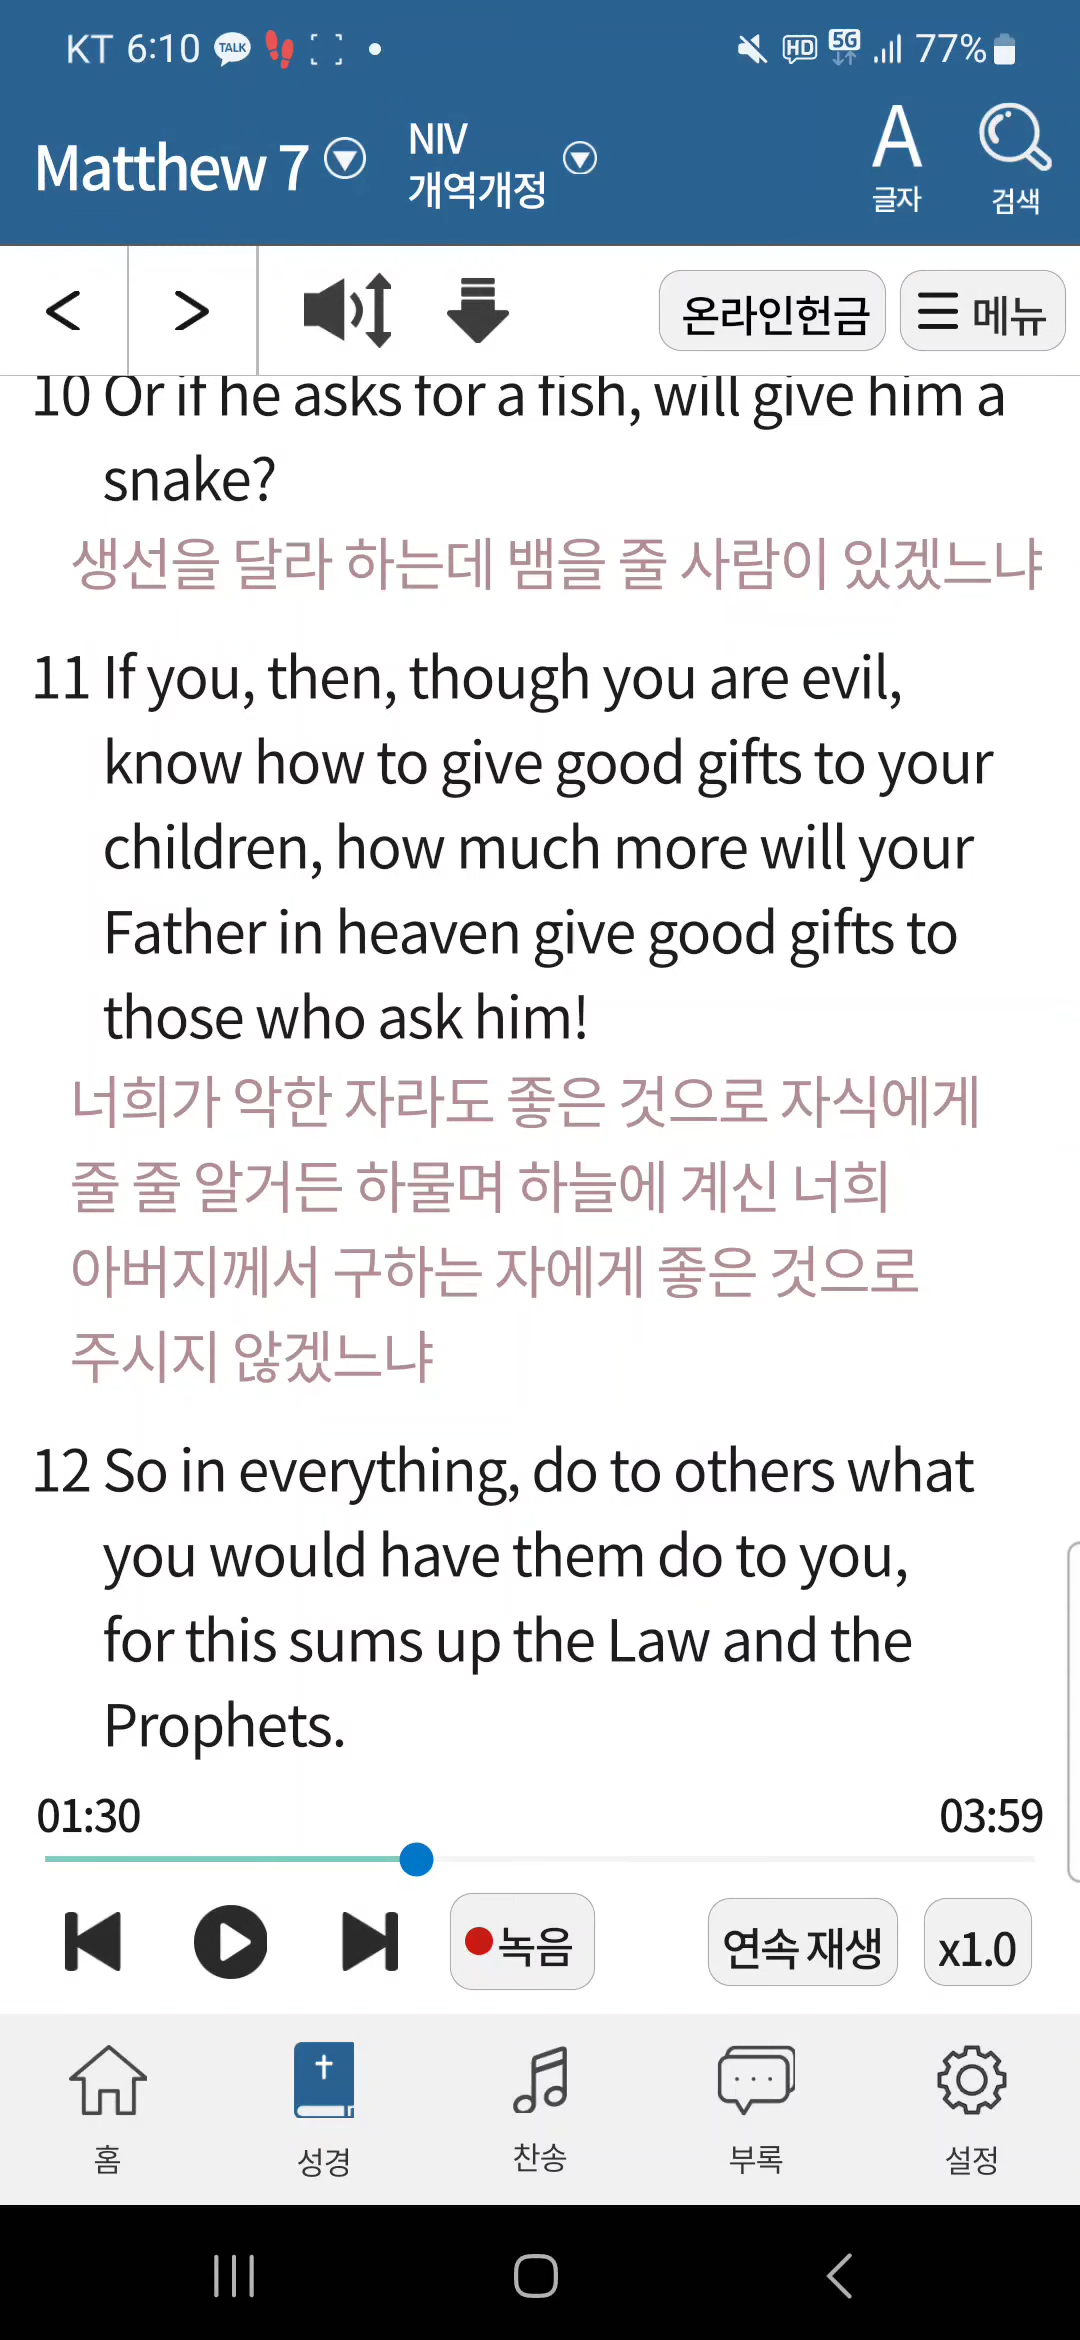 KT 6:10 TALK HD 5G 77%
Matthew 7 NIV 개역개정 글자 검색
< > 온라인헌금 메뉴
10 Or if he asks for a fish, will give him a
snake?
생선을 달라 하는데 뱀을 줄 사람이 있겠느냐
11 If you, then, though you are evil,
know how to give good gifts to your
children, how much more will your
Father in heaven give good gifts to
those who ask him!
너희가 악한 자라도 좋은 것으로 자식에게
줄 줄 알거든 하물며 하늘에 계신 너희
아버지께서 구하는 자에게 좋은 것으로
주시지 않겠느냐
12 So in everything, do to others what
you would have them do to you,
for this sums up the Law and the
Prophets.
01:30 03:59
녹음 연속 재생 x1.0
홈 성경 찬송 부록 설정